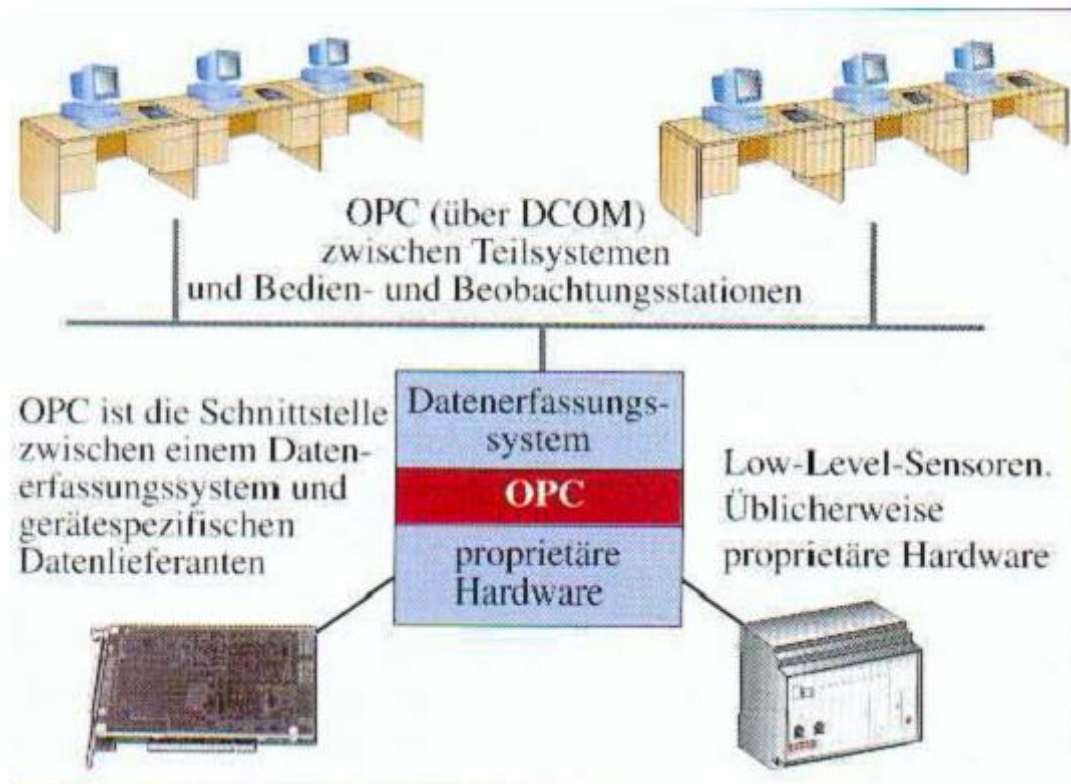 OPC (über DCOM)
zwischen Teilsystemen
und Bedien- und Beobachtungsstationen
OPC ist die Schnittstelle
zwischen einem Daten-
erfassungssystem und
gerätespezifischen
Datenlieferanten
Datenerfassungs-
system
OPC
proprietäre
Hardware
Low-Level-Sensoren.
Üblicherweise
proprietäre Hardware